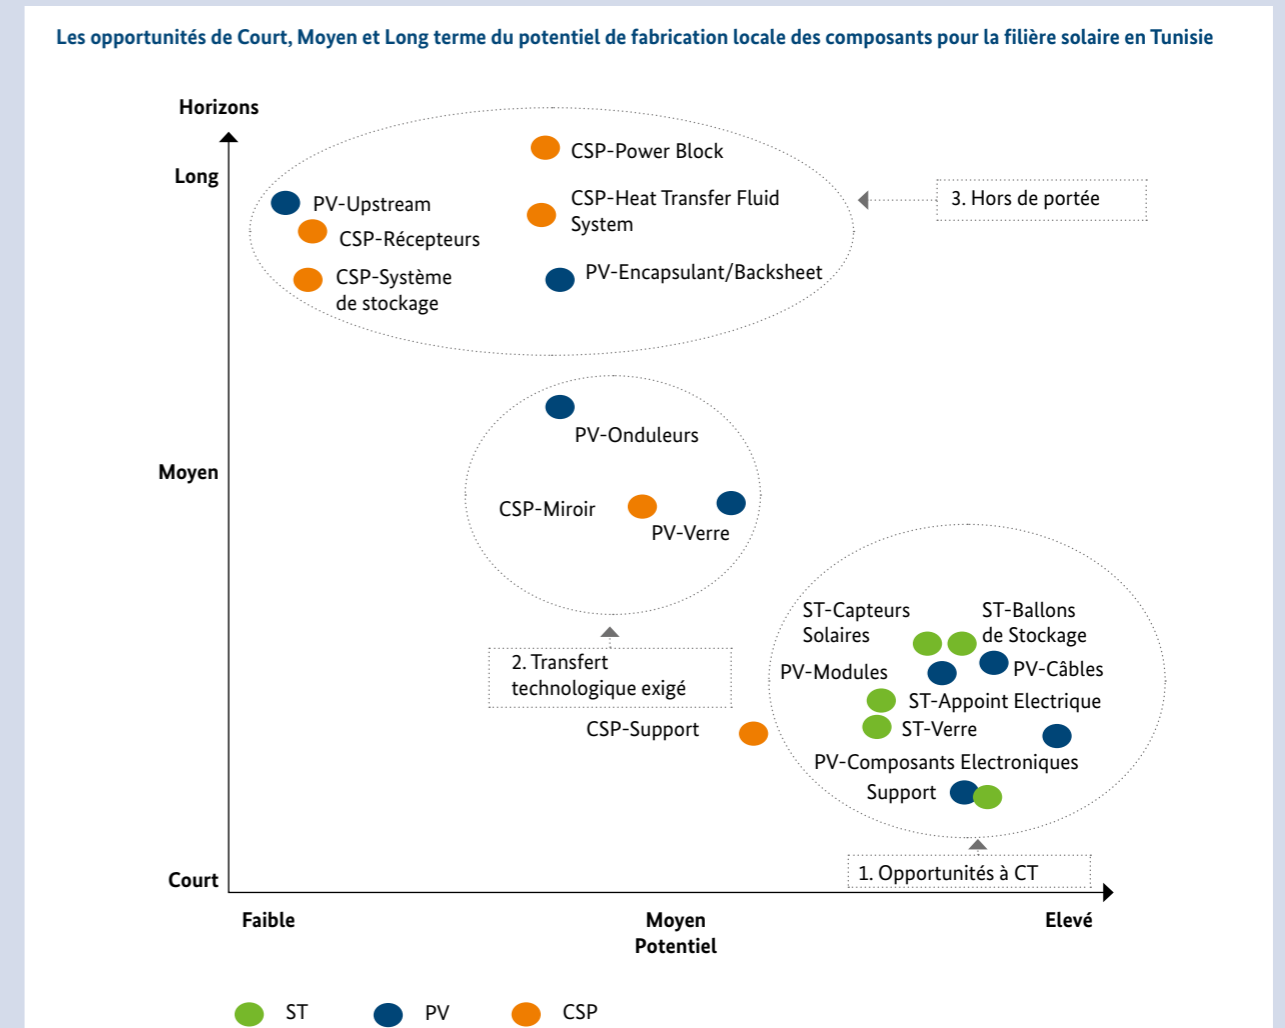 Les opportunités de Court, Moyen et Long terme du potentiel de fabrication locale des composants pour la filière solaire en Tunisie
Horizons
Long
CSP-Power Block
PV-Upstream
CSP-Heat Transfer Fluid
System
3. Hors de portée
CSP-Récepteurs
CSP-Système
de stockage
PV-Encapsulant/Backsheet
PV-Onduleurs
Moyen
CSP-Miroir
PV-Verre
ST-Capteurs
Solaires
ST-Ballons
de Stockage
2. Transfert
technologique exigé
PV-Modules
PV-Câbles
ST-Appoint Electrique
CSP-Support
ST-Verre
PV-Composants Electroniques
Support
1. Opportunités à CT
Court
Faible
Moyen
Potentiel
Elevé
ST
PV
CSP